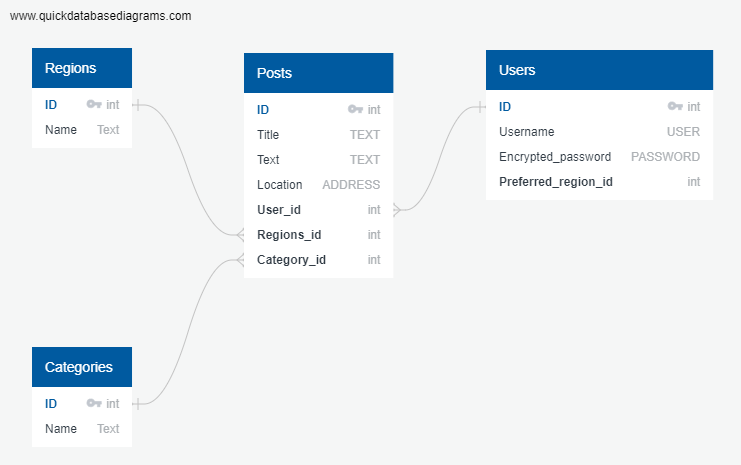 www.quickdatabasediagrams.com
Regions
ID int
Name Text
Posts
ID int
Title TEXT
Text TEXT
Location ADDRESS
User_id int
Regions_id int
Category_id int
Users
ID int
Username USER
Encrypted_password PASSWORD
Preferred_region_id int
Categories
ID int
Name Text